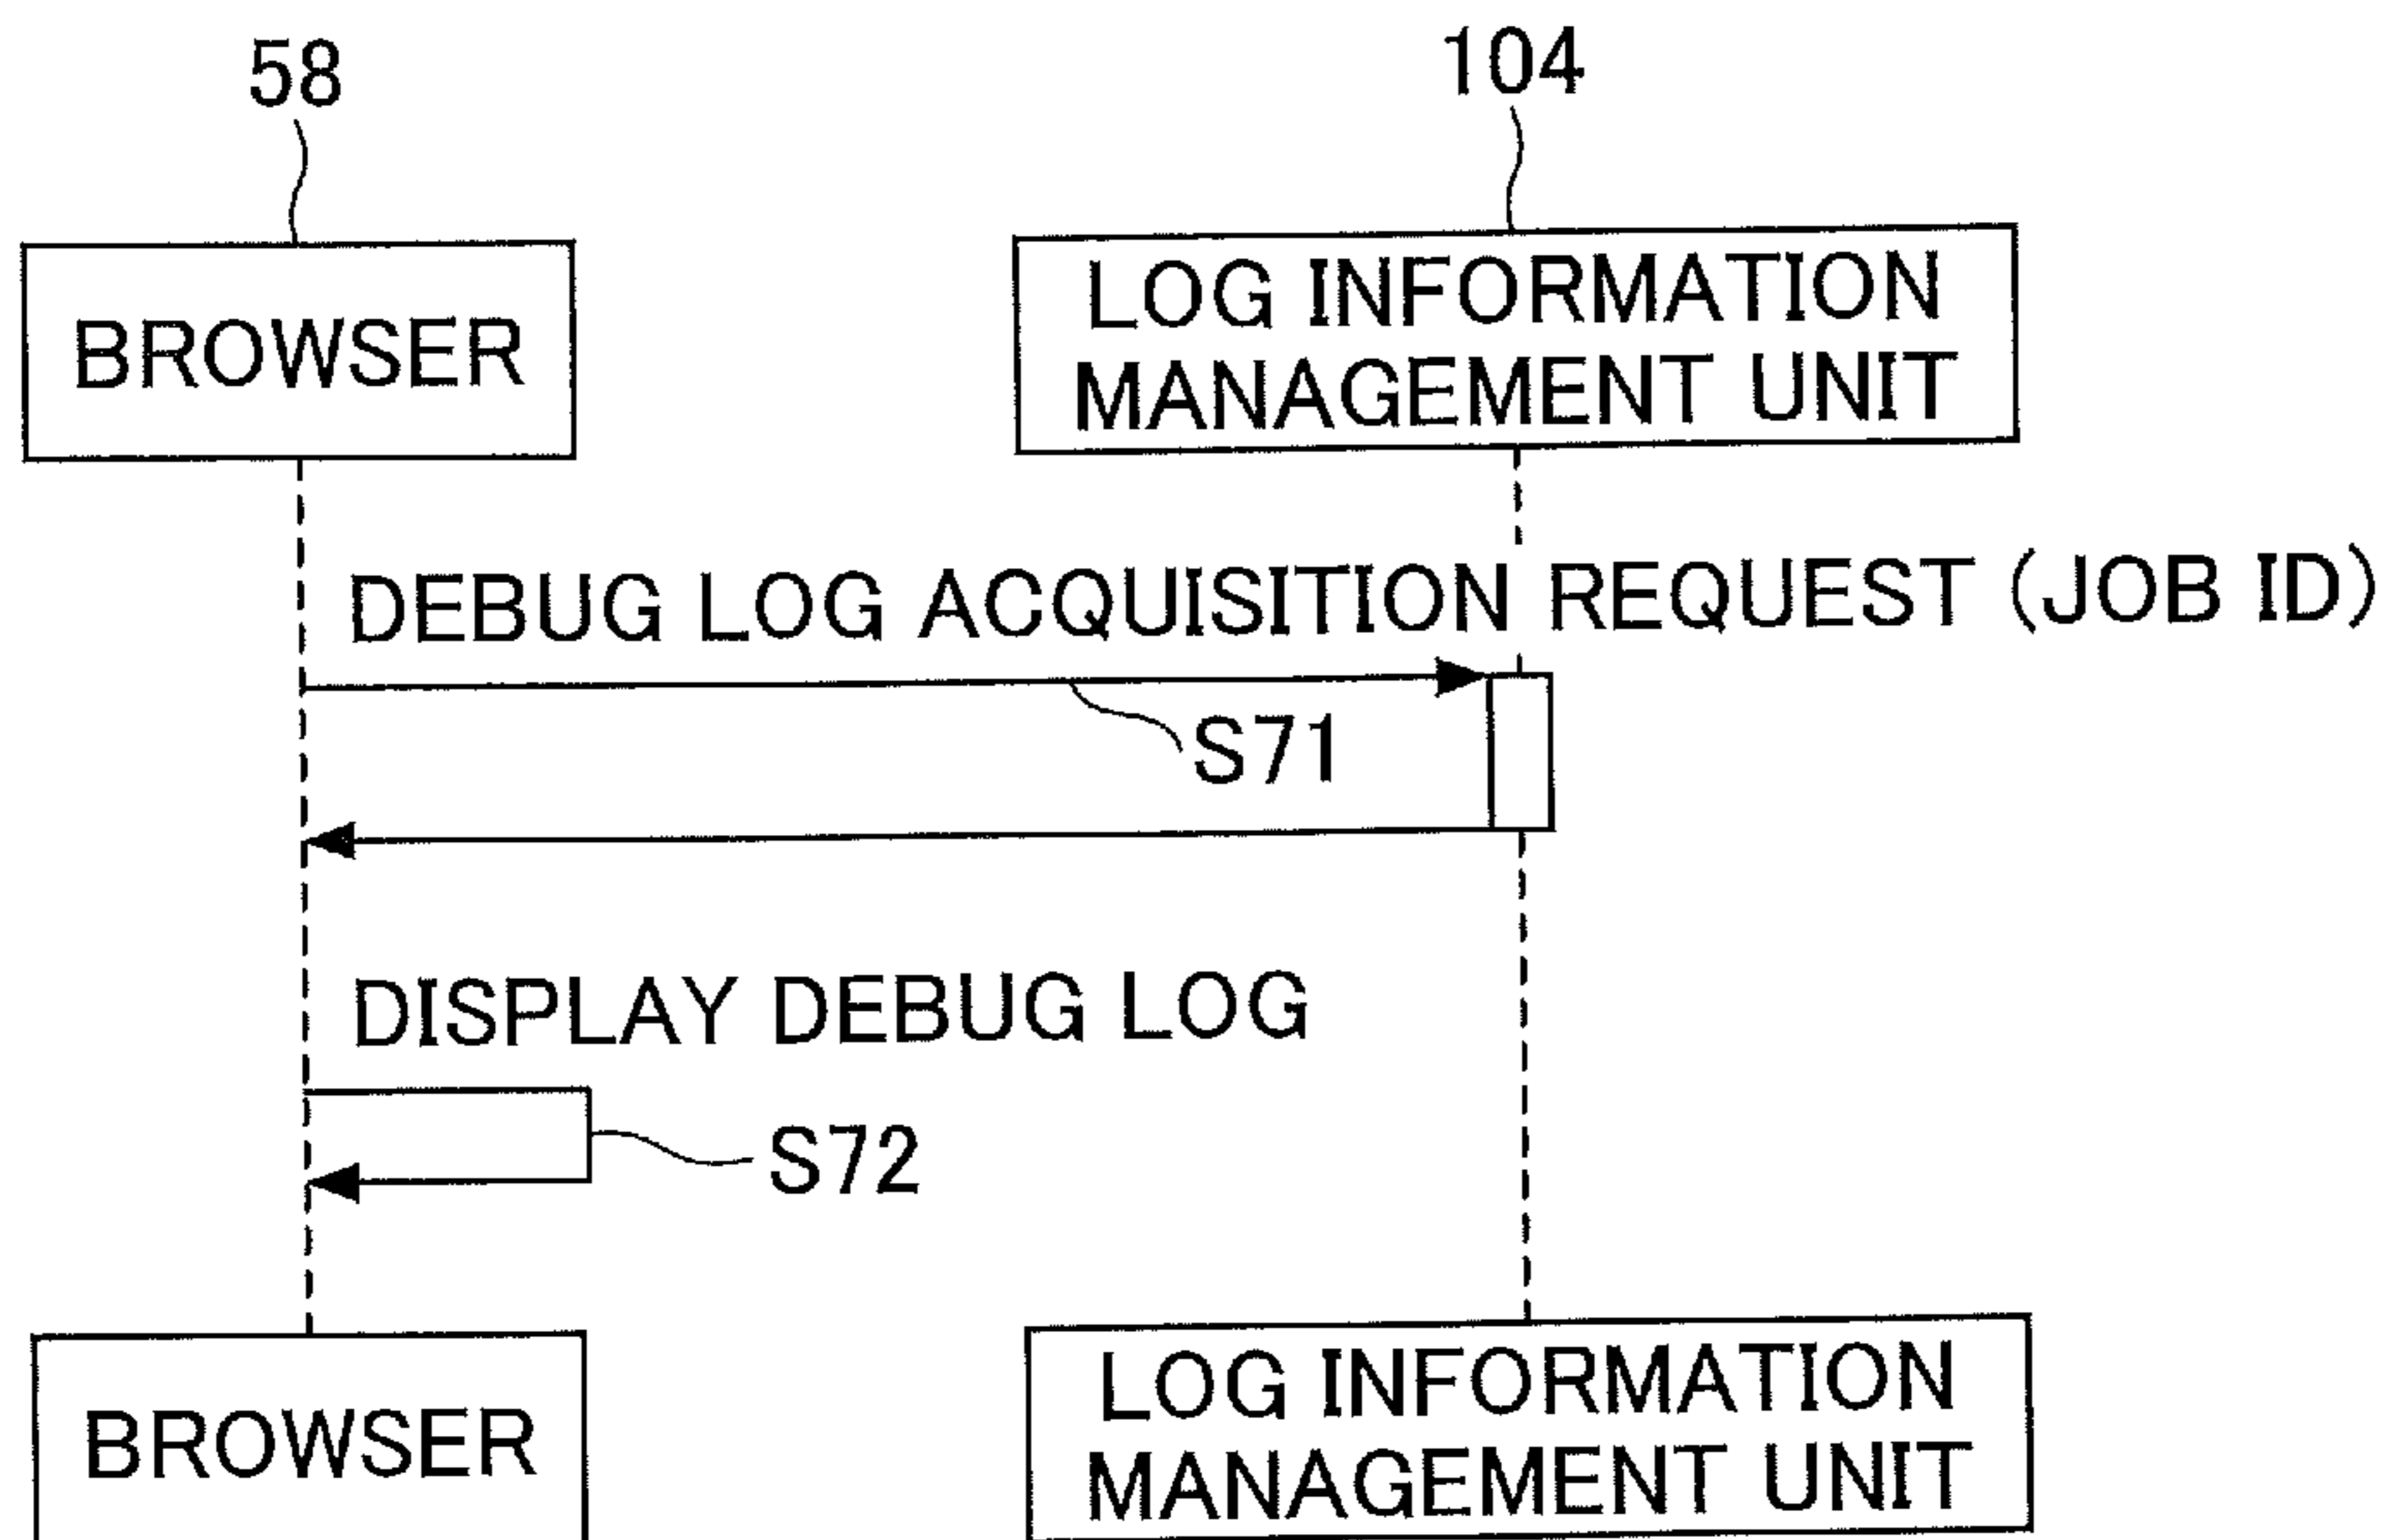 58
104
BROWSER
LOG INFORMATION
MANAGEMENT UNIT
DEBUG LOG ACQUISITION REQUEST (JOB ID)
S71
DISPLAY DEBUG LOG
S72
BROWSER
LOG INFORMATION
MANAGEMENT UNIT